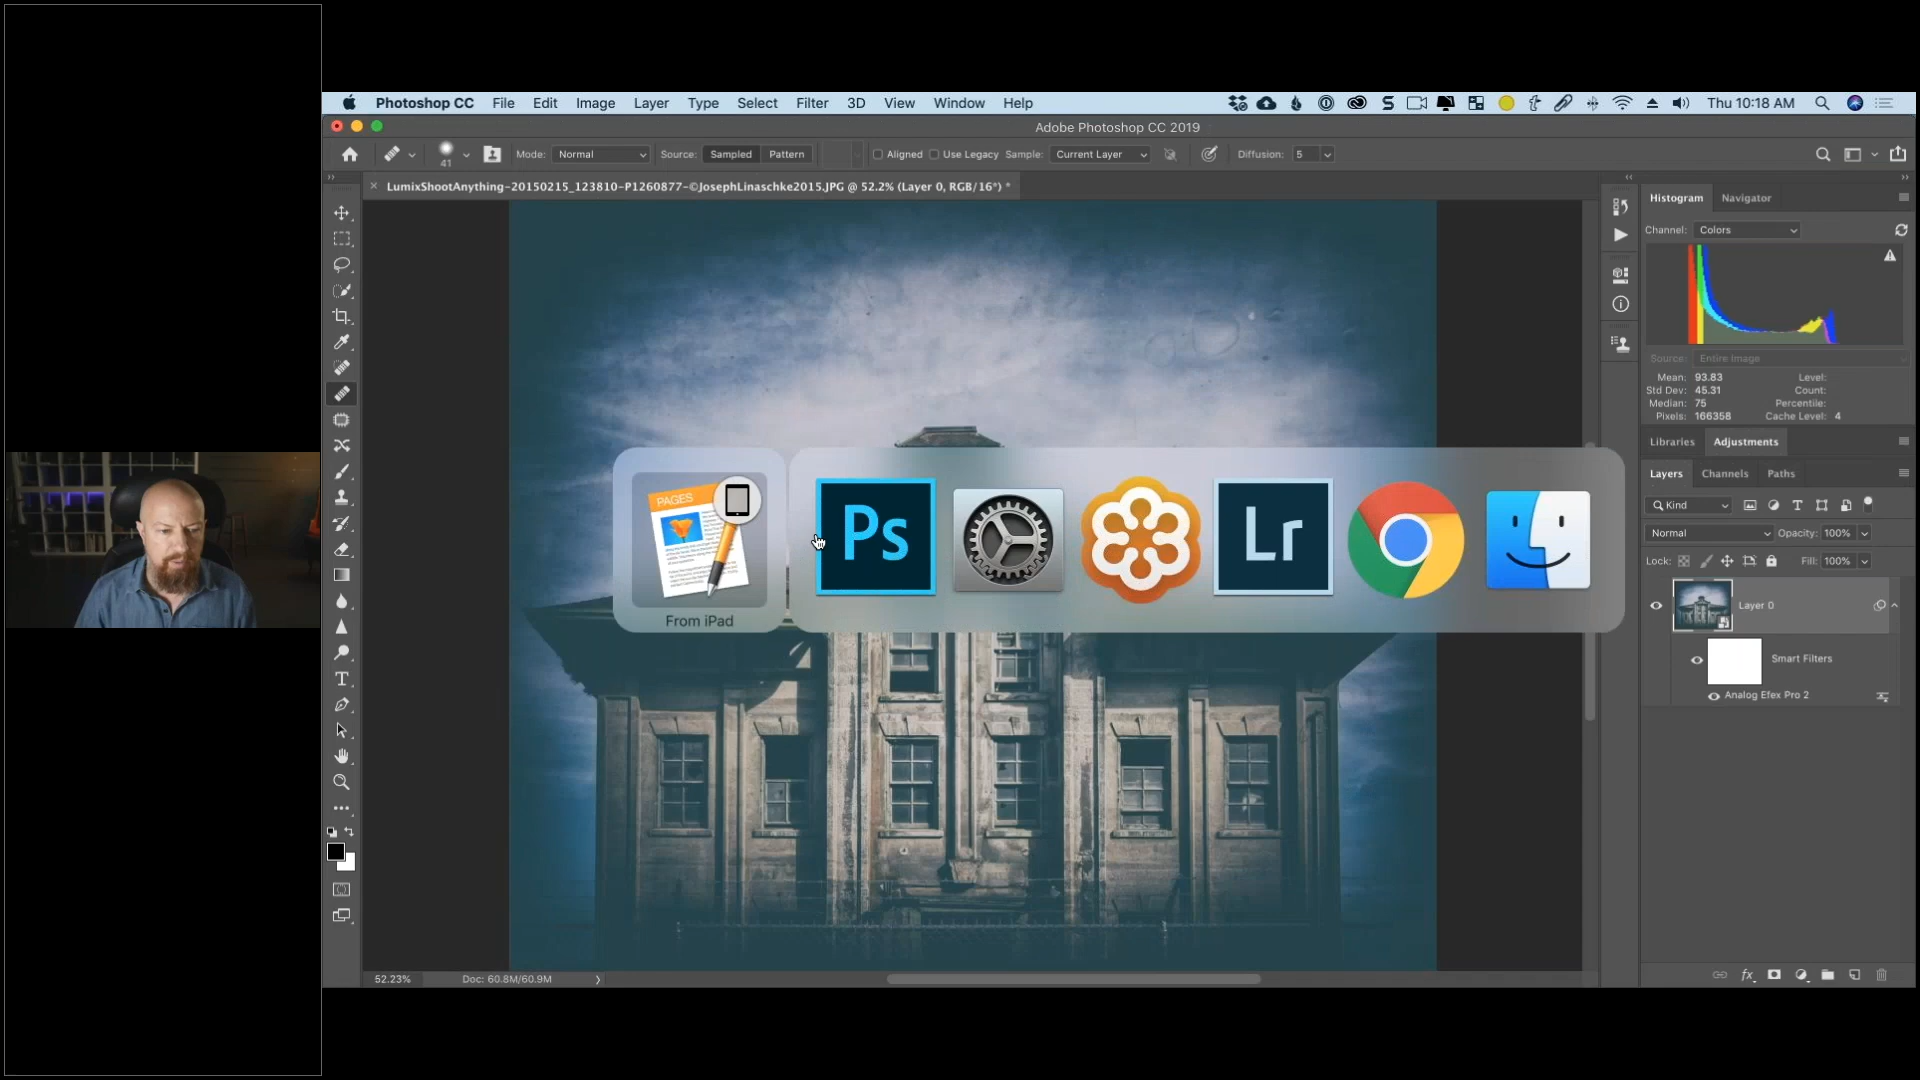 Photoshop CC File Edit Image Layer Type Select Filter 3D View Window Help Thu 10:18 AM
Adobe Photoshop CC 2019
41 Mode: Normal Source: Sampled Pattern Aligned Use Legacy Sample: Current Layer Diffusion: 5
LumixShootAnything-20150215_123810-P1260877-©JosephLinaschke2015.JPG @ 52.2% (Layer 0, RGB/16*) *
Histogram Navigator
Channel: Colors
Source: Entire Image
Mean: 93.83 Level:
Std Dev: 45.31 Count:
Median: 75 Percentile:
Pixels: 166358 Cache Level: 4
Libraries Adjustments
Layers Channels Paths
Kind
Normal Opacity: 100%
Lock: Fill: 100%
Layer 0
Smart Filters
Analog Efex Pro 2
PAGES
Ps
Lr
From iPad
52.23% Doc: 60.8M/60.9M
fx